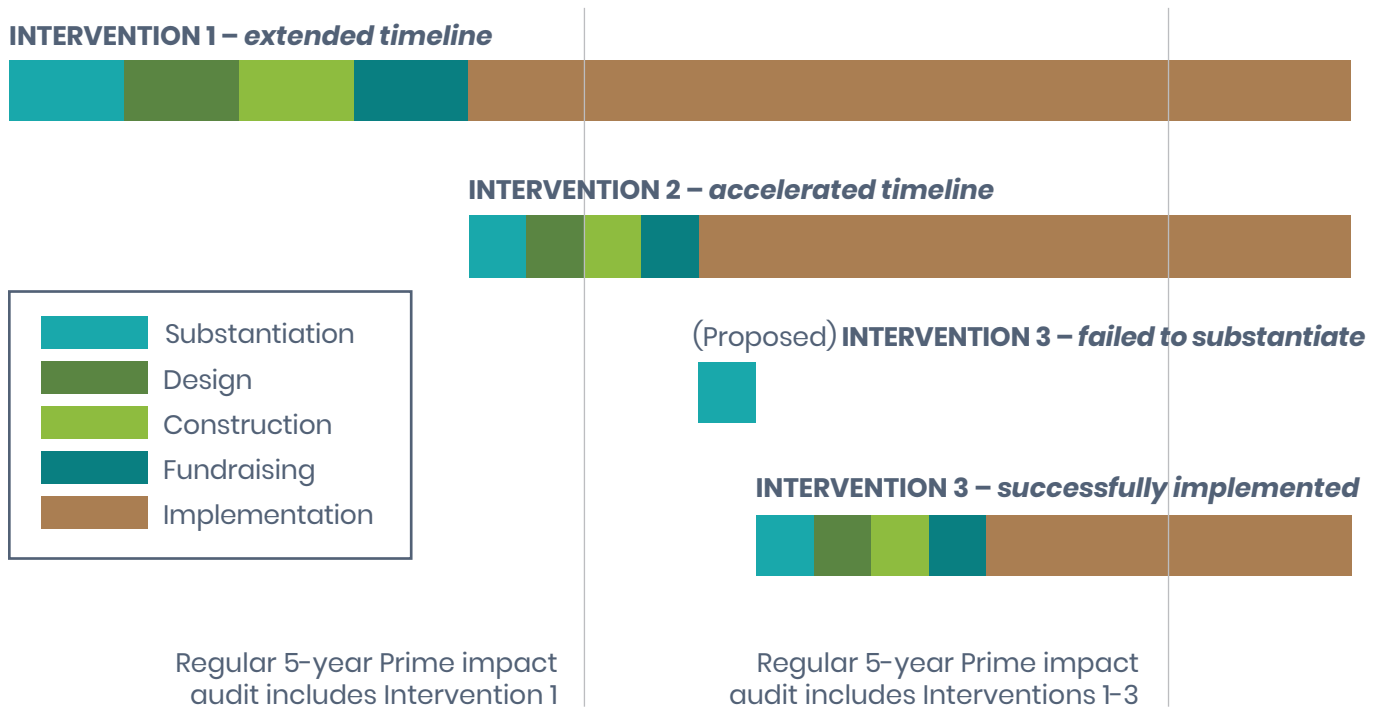 INTERVENTION 1 – extended timeline
INTERVENTION 2 – accelerated timeline
Substantiation
Design
Construction
Fundraising
Implementation
(Proposed) INTERVENTION 3 – failed to substantiate
INTERVENTION 3 – successfully implemented
Regular 5-year Prime impact
audit includes Intervention 1
Regular 5-year Prime impact
audit includes Interventions 1-3